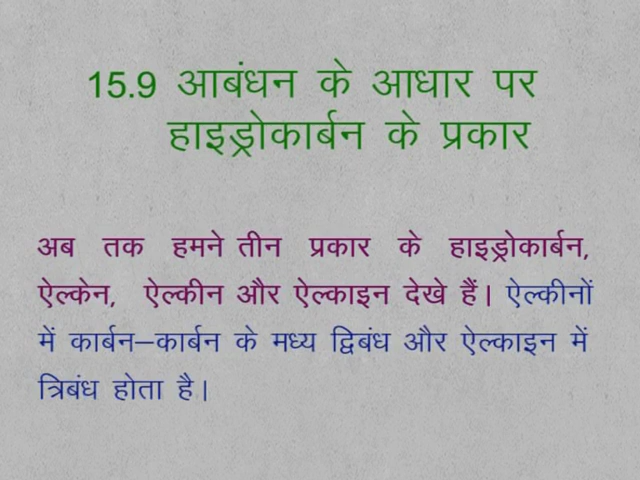 15.9 आबंधन के आधार पर
हाइड्रोकार्बन के प्रकार
अब तक हमने तीन प्रकार के हाइड्रोकार्बन,
ऐल्केन, ऐल्कीन और ऐल्काइन देखे हैं। ऐल्कीनों
में कार्बन–कार्बन के मध्य द्विबंध और ऐल्काइन में
त्रिबंध होता है।